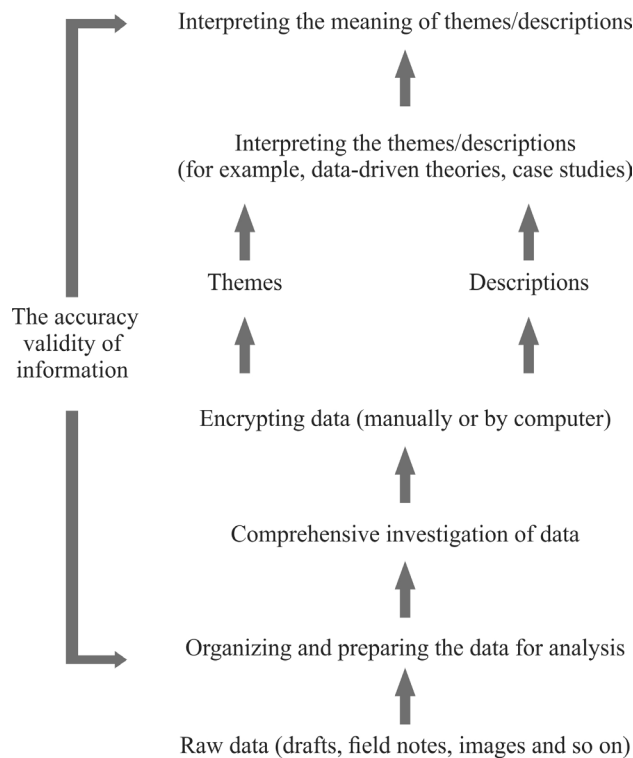 Interpreting the meaning of themes/descriptions
Interpreting the themes/descriptions
(for example, data-driven theories, case studies)
Themes
Descriptions
The accuracy
validity of
information
Encrypting data (manually or by computer)
Comprehensive investigation of data
Organizing and preparing the data for analysis
Raw data (drafts, field notes, images and so on)